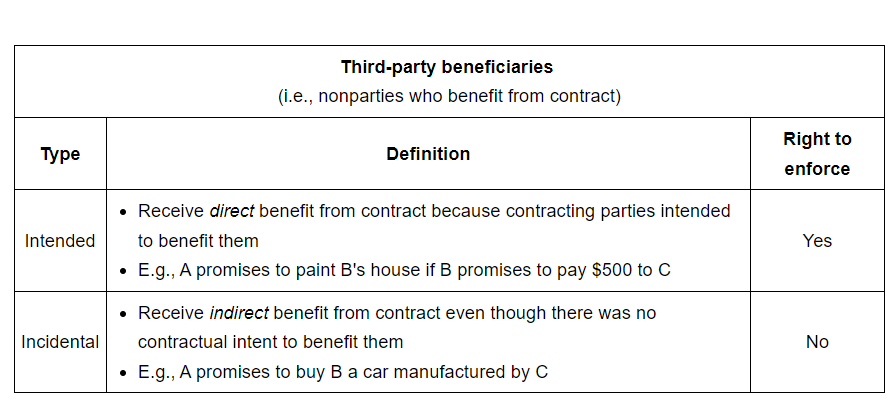 Third-party beneficiaries
(i.e., nonparties who benefit from contract)
Type
Definition
Right to
enforce
Intended
• Receive direct benefit from contract because contracting parties intended
to benefit them
• E.g., A promises to paint B's house if B promises to pay $500 to C
Yes
Incidental
• Receive indirect benefit from contract even though there was no
contractual intent to benefit them
• E.g., A promises to buy B a car manufactured by C
No